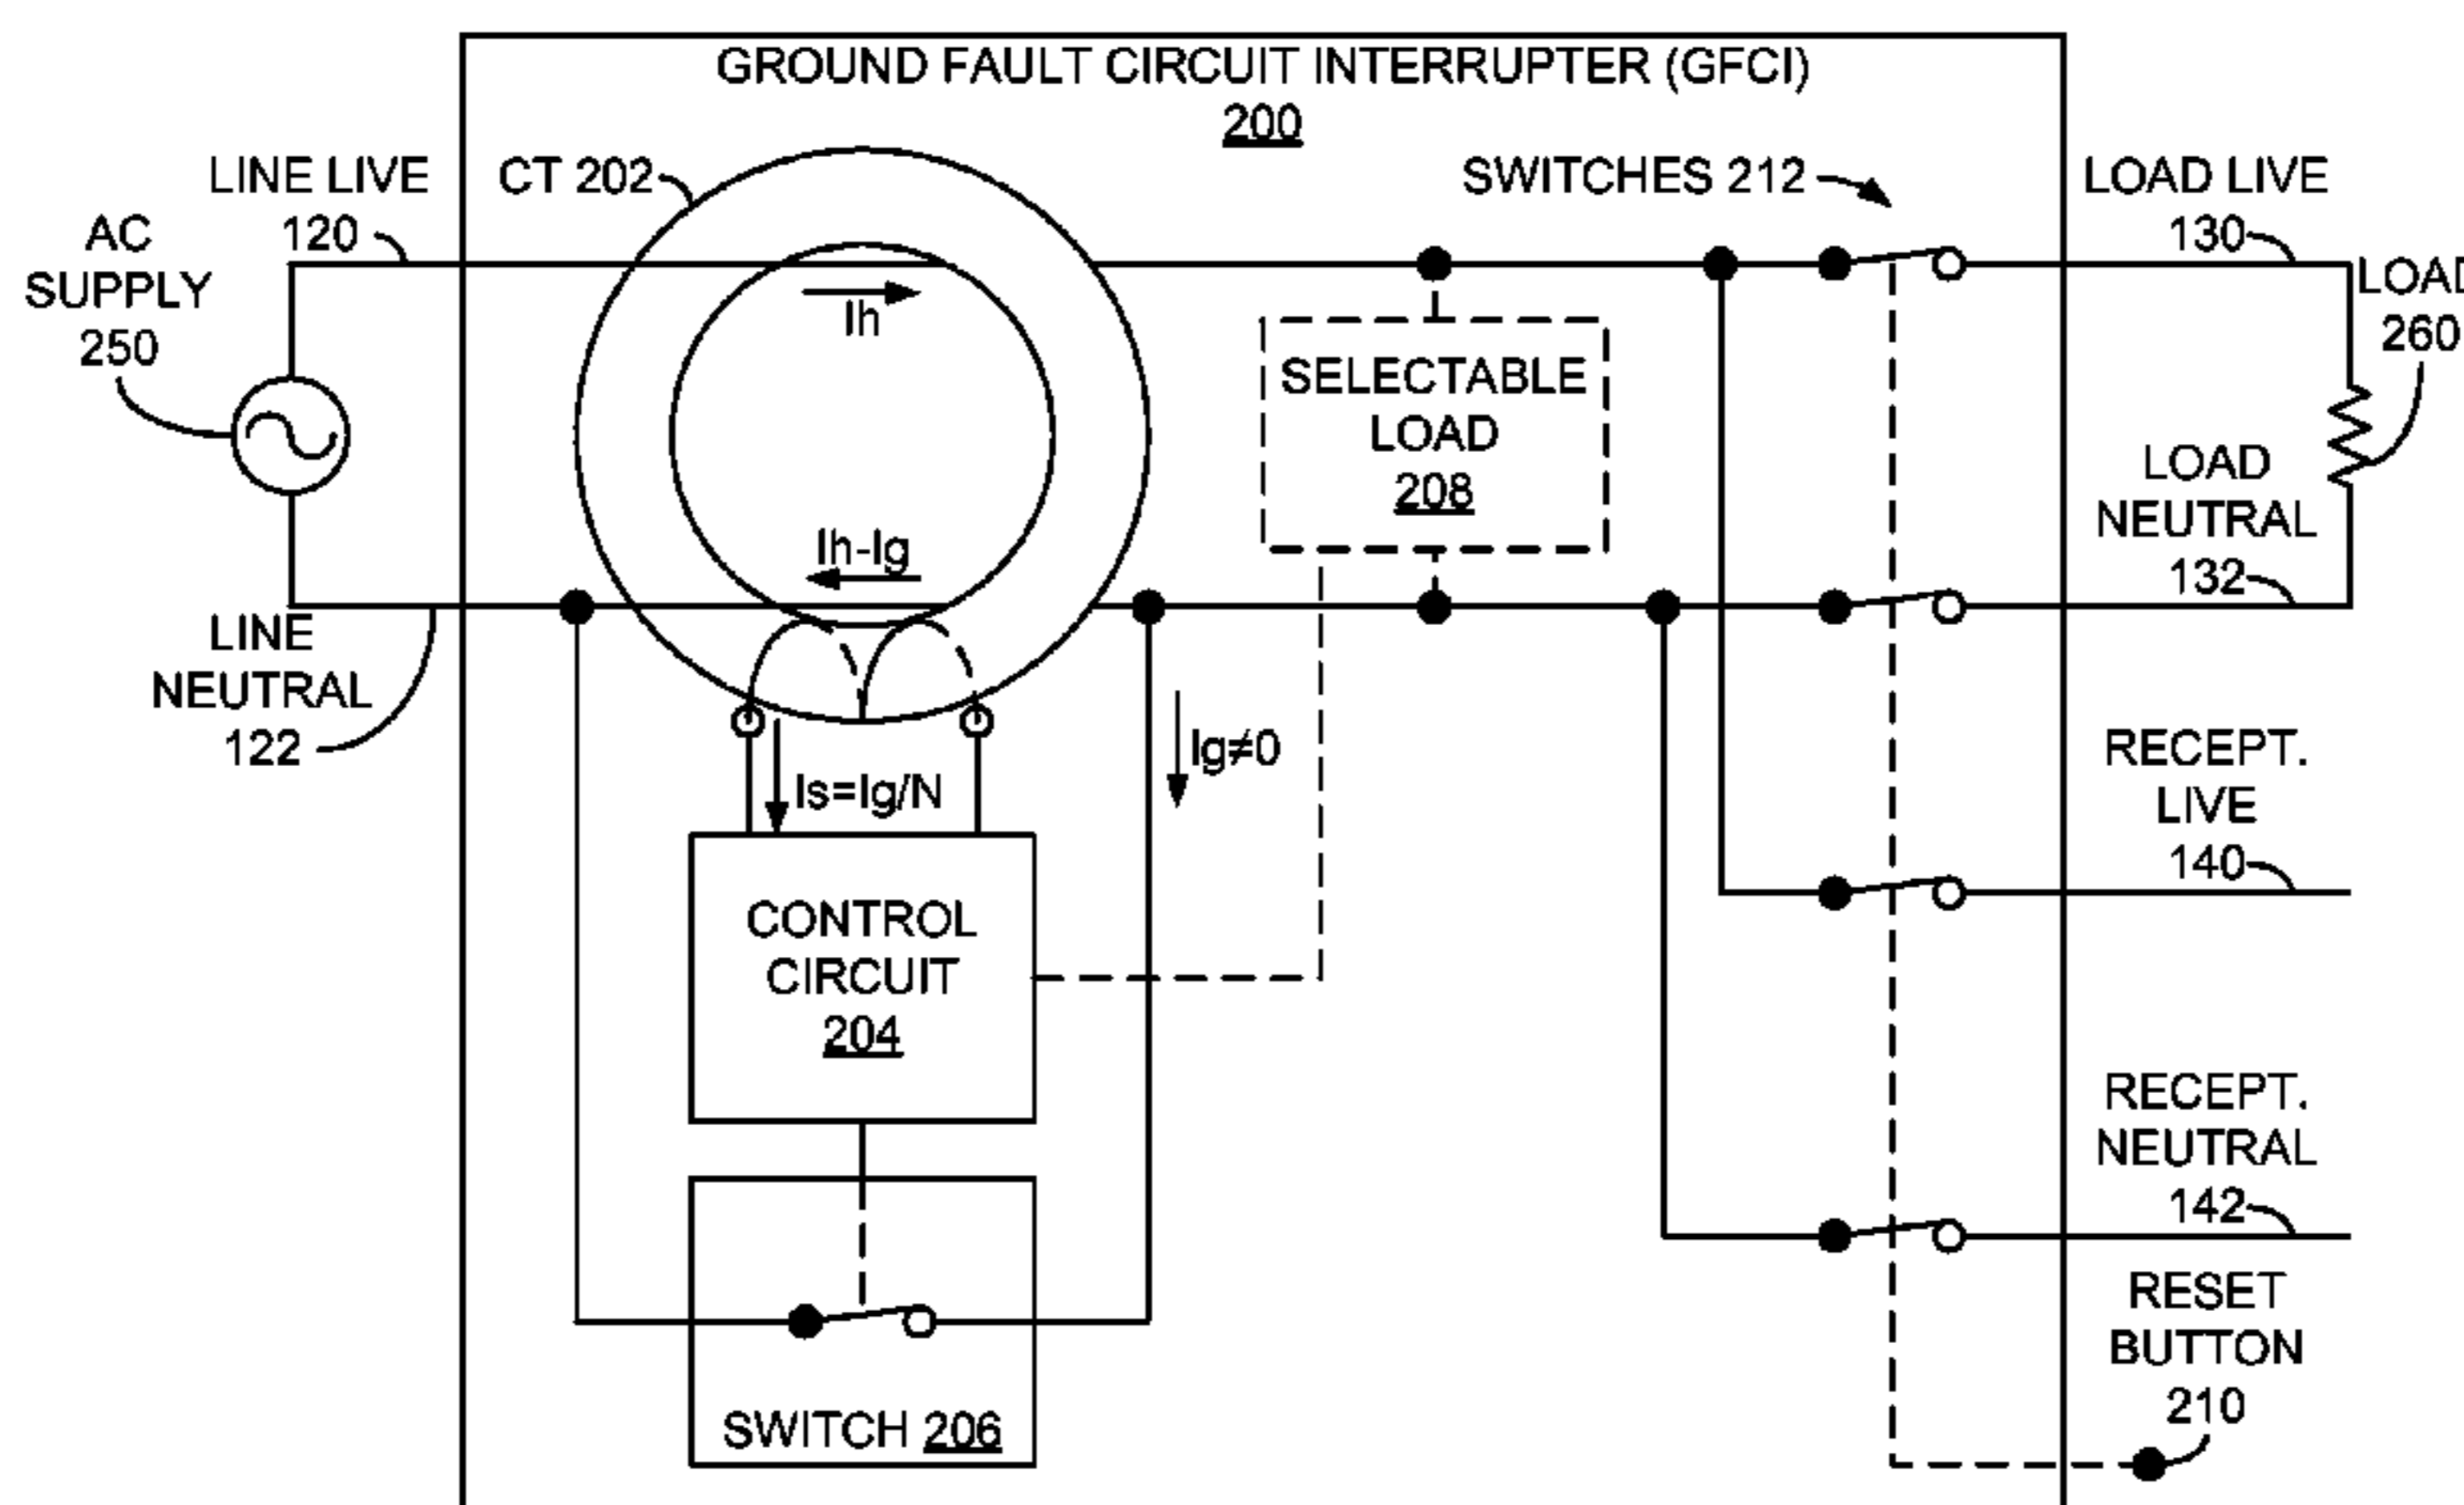 GROUND FAULT CIRCUIT INTERRUPTER (GFCI)
200
LINE LIVE
120
CT 202
SWITCHES 212
LOAD LIVE
130
AC
SUPPLY
250
LOAD
260
Ih
SELECTABLE
LOAD
208
LOAD
NEUTRAL
132
Ih-Ig
LINE
NEUTRAL
122
Is=Ig/N
Ig≠0
RECEPT.
LIVE
140
CONTROL
CIRCUIT
204
RECEPT.
NEUTRAL
142
RESET
BUTTON
210
SWITCH 206